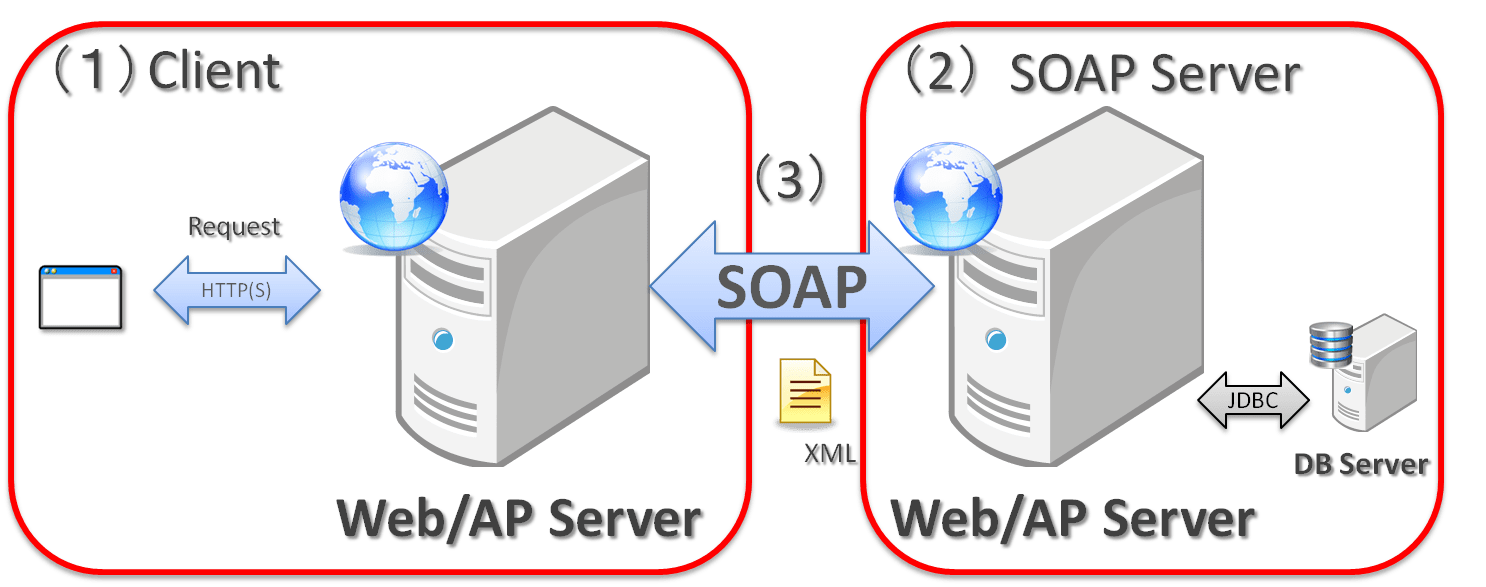 （１）Client
（2） SOAP Server
（3）
Request
HTTP(S)
SOAP
JDBC
XML
DB Server
Web/AP Server
Web/AP Server